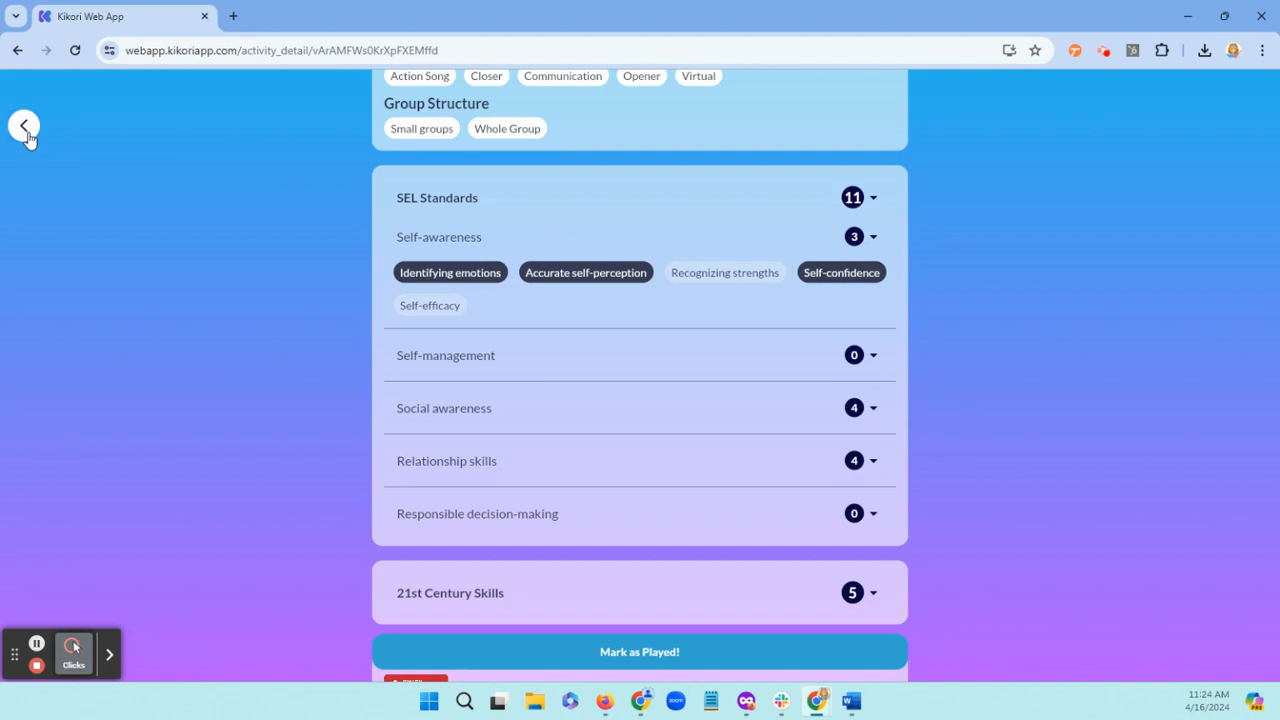 Kikori Web App
webapp.kikoriapp.com/activity_detail/vArAMFWs0KrXpFXEMffd
Action Song Closer Communication Opener Virtual
Group Structure
Small groups Whole Group
SEL Standards 11
Self-awareness 3
Identifying emotions Accurate self-perception Recognizing strengths Self-confidence
Self-efficacy
Self-management 0
Social awareness 4
Relationship skills 4
Responsible decision-making 0
21st Century Skills 5
Mark as Played!
Clicks
zoom
11:24 AM
4/16/2024